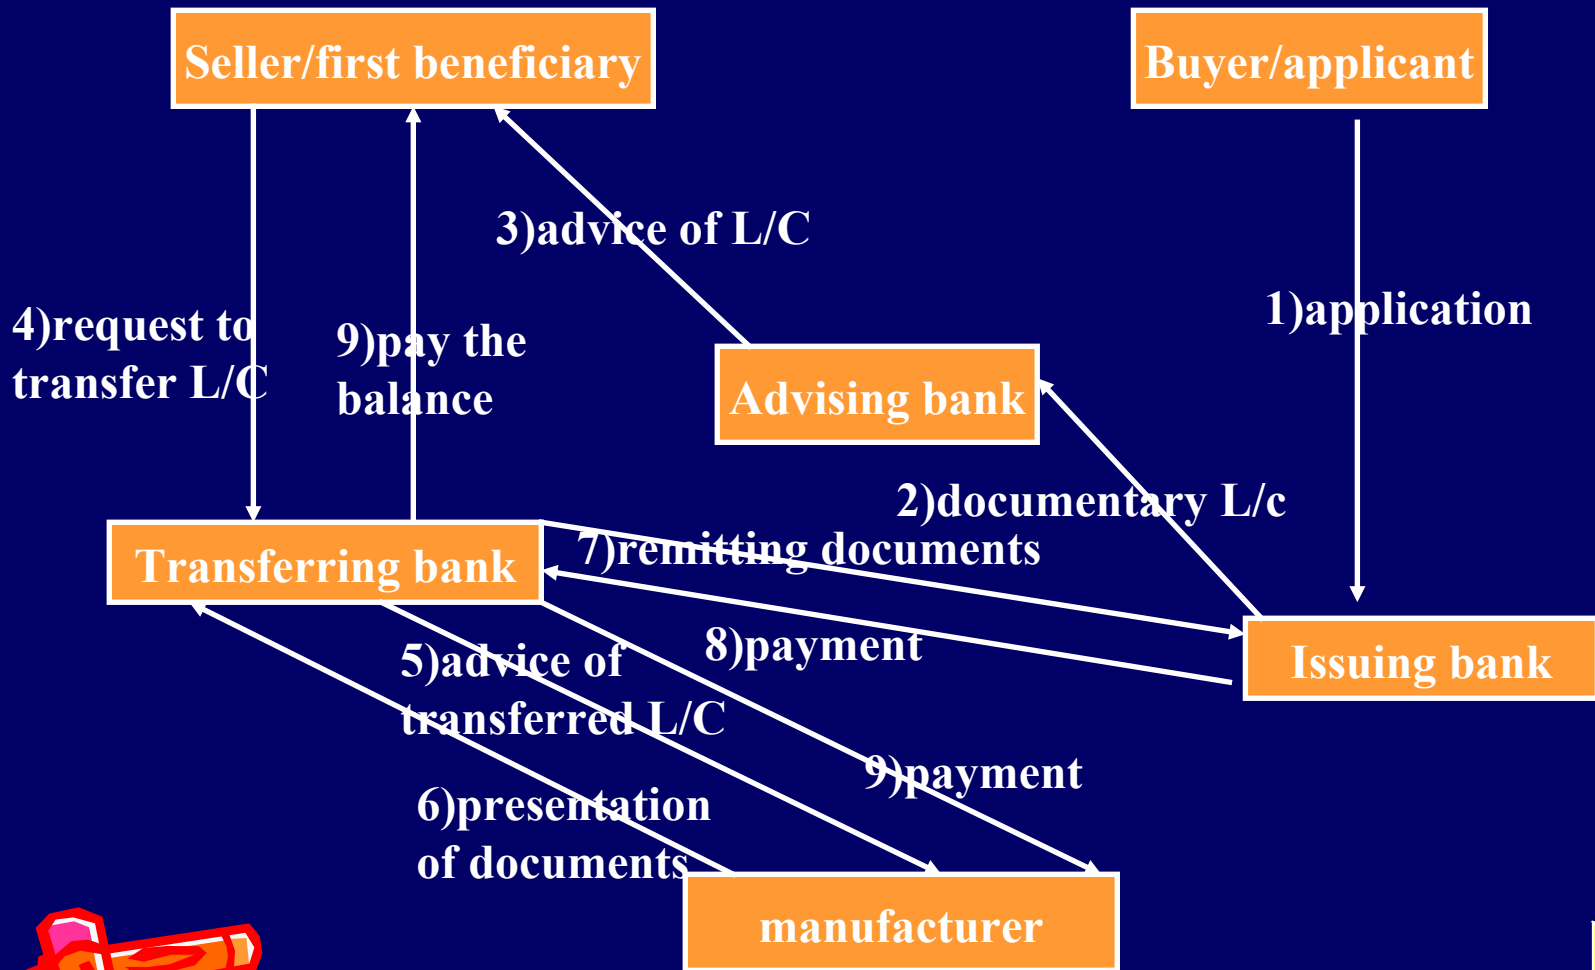 Seller/first beneficiary
Buyer/applicant
3)advice of L/C
1)application
4)request to
transfer L/C
9)pay the
balance
Advising bank
2)documentary L/c
7)remitting documents
Transferring bank
8)payment
5)advice of
transferred L/C
Issuing bank
9)payment
6)presentation
of documents
manufacturer